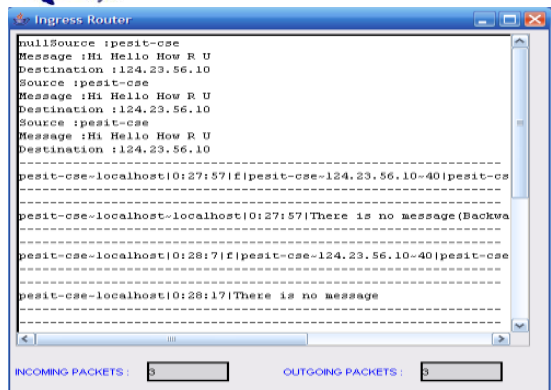 Ingress Router
nullSource :pesit-cse
Message :Hi Hello How R U
Destination :124.23.56.10
Source :pesit-cse
Message :Hi Hello How R U
Destination :124.23.56.10
Source :pesit-cse
Message :Hi Hello How R U
Destination :124.23.56.10
--------------------------------------------------------
pesit-cse~localhost|0:27:57|f|pesit-cse~124.23.56.10~40|pesit-cs
--------------------------------------------------------
--------------------------------------------------------
pesit-cse~localhost~localhost|0:27:57|There is no message(Backwa
--------------------------------------------------------
--------------------------------------------------------
pesit-cse~localhost|0:28:7|f|pesit-cse~124.23.56.10~40|pesit-cse
--------------------------------------------------------
--------------------------------------------------------
pesit-cse~localhost|0:28:17|There is no message
--------------------------------------------------------
--------------------------------------------------------
INCOMING PACKETS : 3 OUTGOING PACKETS : 3